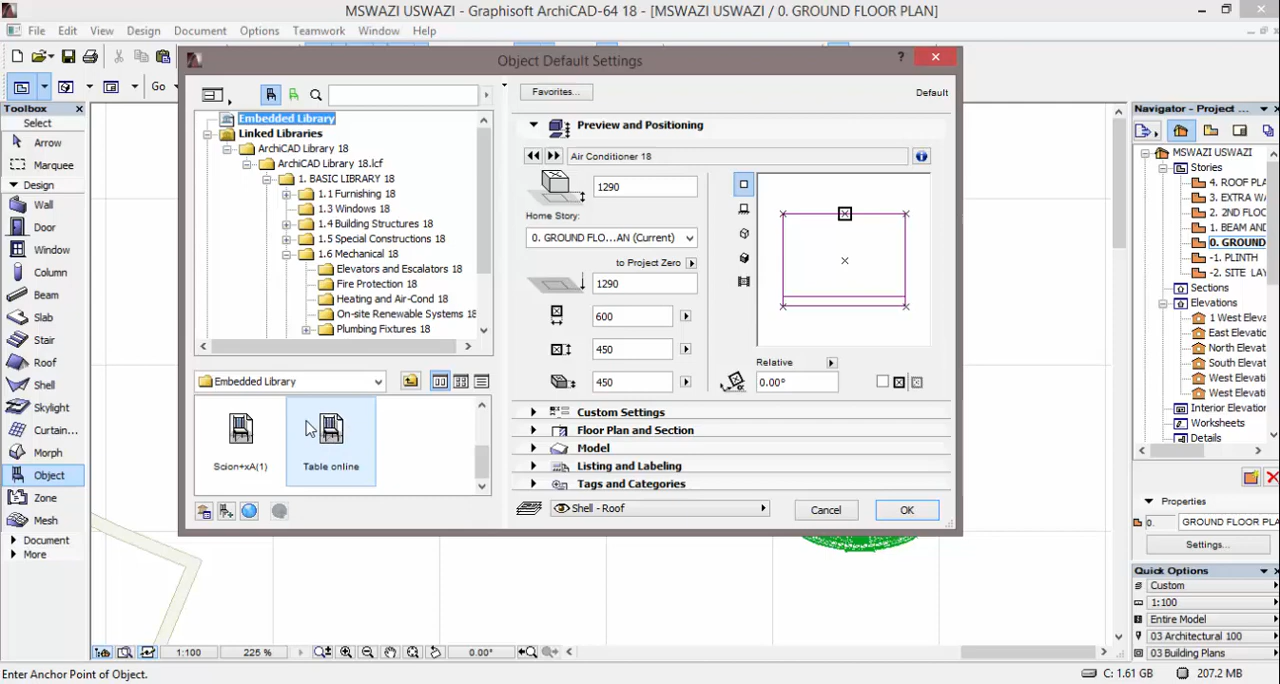 MSWAZI USWAZI - Graphisoft ArchiCAD-64 18 - [MSWAZI USWAZI / 0. GROUND FLOOR PLAN]
File Edit View Design Document Options Teamwork Window Help
Go
Toolbox
Select
Arrow
Marquee
Design
Wall
Door
Window
Column
Beam
Slab
Stair
Roof
Shell
Skylight
Curtain...
Morph
Object
Zone
Mesh
Document
More
Object Default Settings
Embedded Library
Linked Libraries
ArchiCAD Library 18
ArchiCAD Library 18.lcf
1. BASIC LIBRARY 18
1.1 Furnishing 18
1.3 Windows 18
1.4 Building Structures 18
1.5 Special Constructions 18
1.6 Mechanical 18
Elevators and Escalators 18
Fire Protection 18
Heating and Air-Cond 18
On-site Renewable Systems 18
Plumbing Fixtures 18
Embedded Library
Scion+xA(1)
Table online
Favorites...
Default
Preview and Positioning
Air Conditioner 18
1290
Home Story:
0. GROUND FLO...AN (Current)
to Project Zero
1290
600
450
450
Relative
0.00°
Custom Settings
Floor Plan and Section
Model
Listing and Labeling
Tags and Categories
Shell - Roof
Cancel
OK
Navigator - Project ...
MSWAZI USWAZI
Stories
4. ROOF PL
3. EXTRA W
2. 2ND FLO
1. BEAM AN
0. GROUND
-1. PLINTH
-2. SITE LA
Sections
Elevations
1 West Eleva
East Elevatio
North Elevat
South Elevat
West Elevati
West Elevati
Interior Elevation
Worksheets
Details
Properties
0.
GROUND FLOOR PL
Settings...
Quick Options
Custom
1:100
Entire Model
03 Architectural 100
03 Building Plans
1:100
225 %
0.00°
Enter Anchor Point of Object.
C: 1.61 GB
207.2 MB